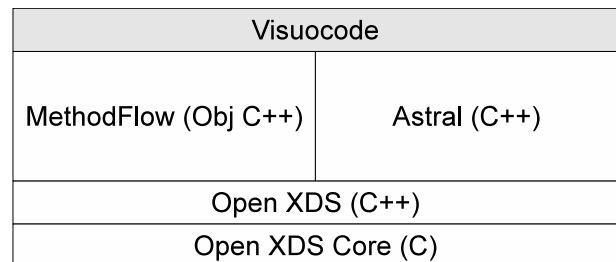 Visuocode
MethodFlow (Obj C++)
Astral (C++)
Open XDS (C++)
Open XDS Core (C)